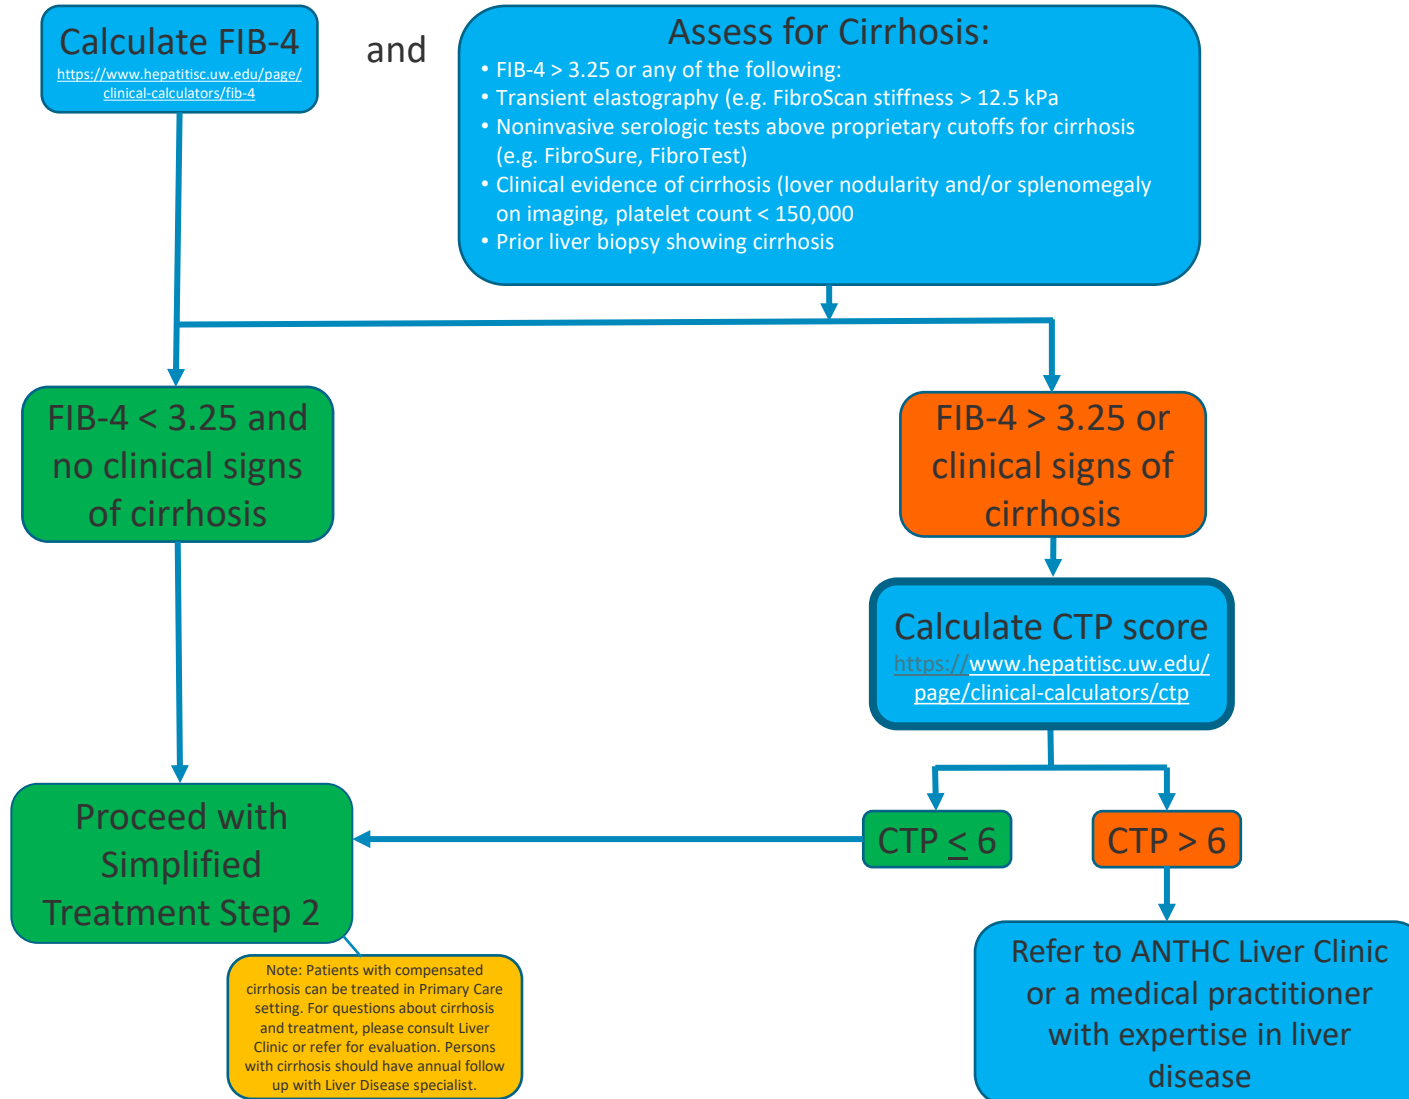 Calculate FIB-4
https://www.hepatitisc.uw.edu/page/
clinical-calculators/fib-4
and
Assess for Cirrhosis:
• FIB-4 > 3.25 or any of the following:
• Transient elastography (e.g. FibroScan stiffness > 12.5 kPa
• Noninvasive serologic tests above proprietary cutoffs for cirrhosis
(e.g. FibroSure, FibroTest)
• Clinical evidence of cirrhosis (lover nodularity and/or splenomegaly
on imaging, platelet count < 150,000
• Prior liver biopsy showing cirrhosis
FIB-4 < 3.25 and
no clinical signs
of cirrhosis
FIB-4 > 3.25 or
clinical signs of
cirrhosis
Calculate CTP score
https://www.hepatitisc.uw.edu/
page/clinical-calculators/ctp
CTP ≤ 6
CTP > 6
Proceed with
Simplified
Treatment Step 2
Note: Patients with compensated
cirrhosis can be treated in Primary Care
setting. For questions about cirrhosis
and treatment, please consult Liver
Clinic or refer for evaluation. Persons
with cirrhosis should have annual follow
up with Liver Disease specialist.
Refer to ANTHC Liver Clinic
or a medical practitioner
with expertise in liver
disease